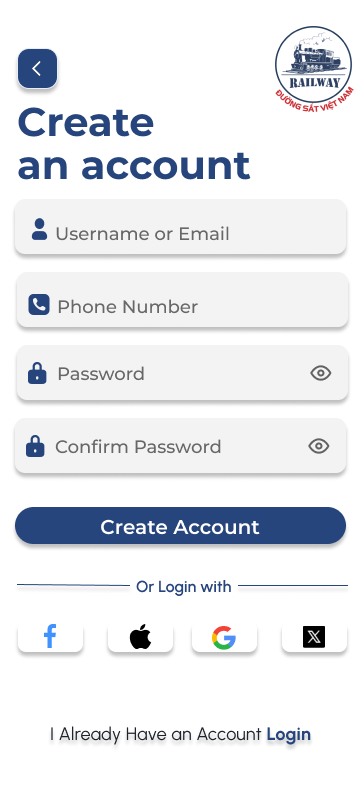 RAILWAY
ĐƯỜNG SẮT VIỆT NAM
Create
an account
Username or Email
Phone Number
Password
Confirm Password
Create Account
Or Login with
I Already Have an Account Login